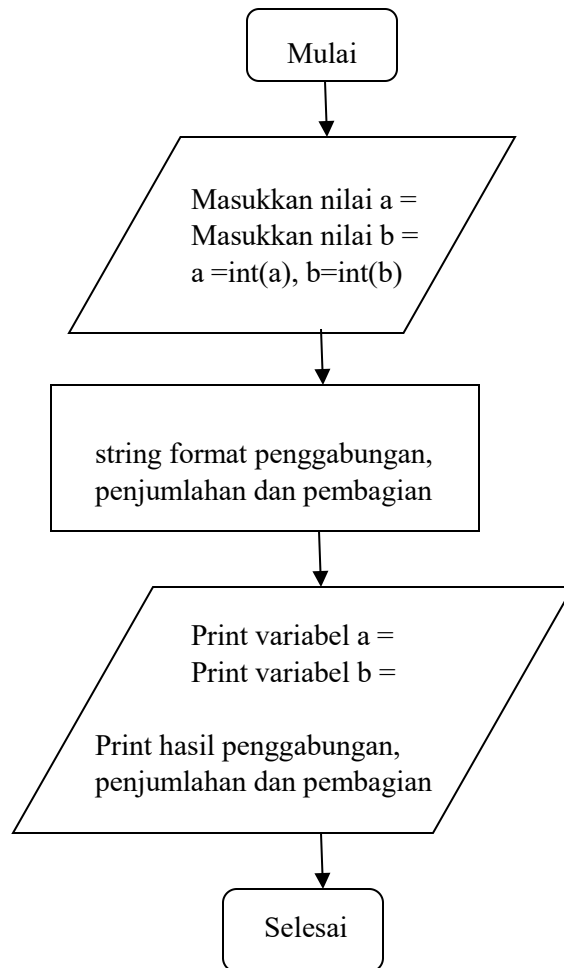 Mulai
Masukkan nilai a =
Masukkan nilai b =
a =int(a), b=int(b)
string format penggabungan,
penjumlahan dan pembagian
Print variabel a =
Print variabel b =
Print hasil penggabungan,
penjumlahan dan pembagian
Selesai